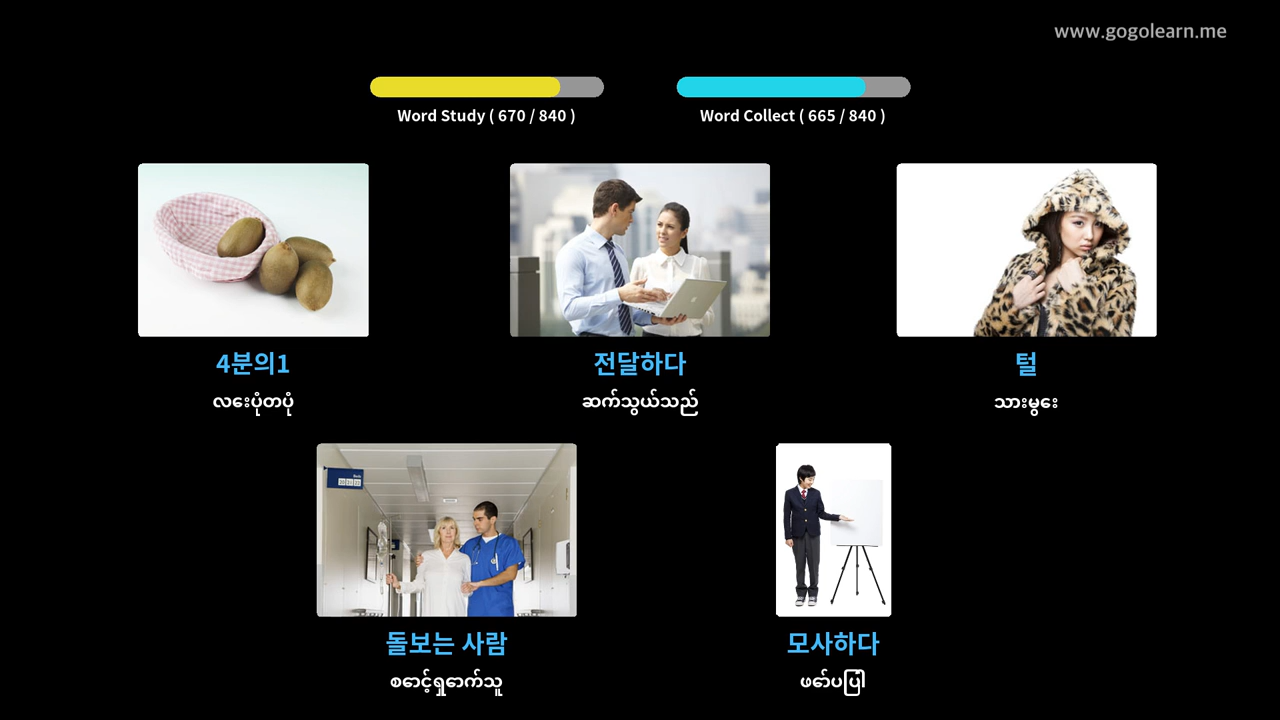 www.gogolearn.me
Word Study ( 670 / 840 )
Word Collect ( 665 / 840 )
4분의1
전달하다
털
လေးပုံတပုံ
ဆက်သွယ်သည်
သားမွေး
돌보는 사람
모사하다
စောင့်ရှောက်သူ
ဖော်ပပြါ